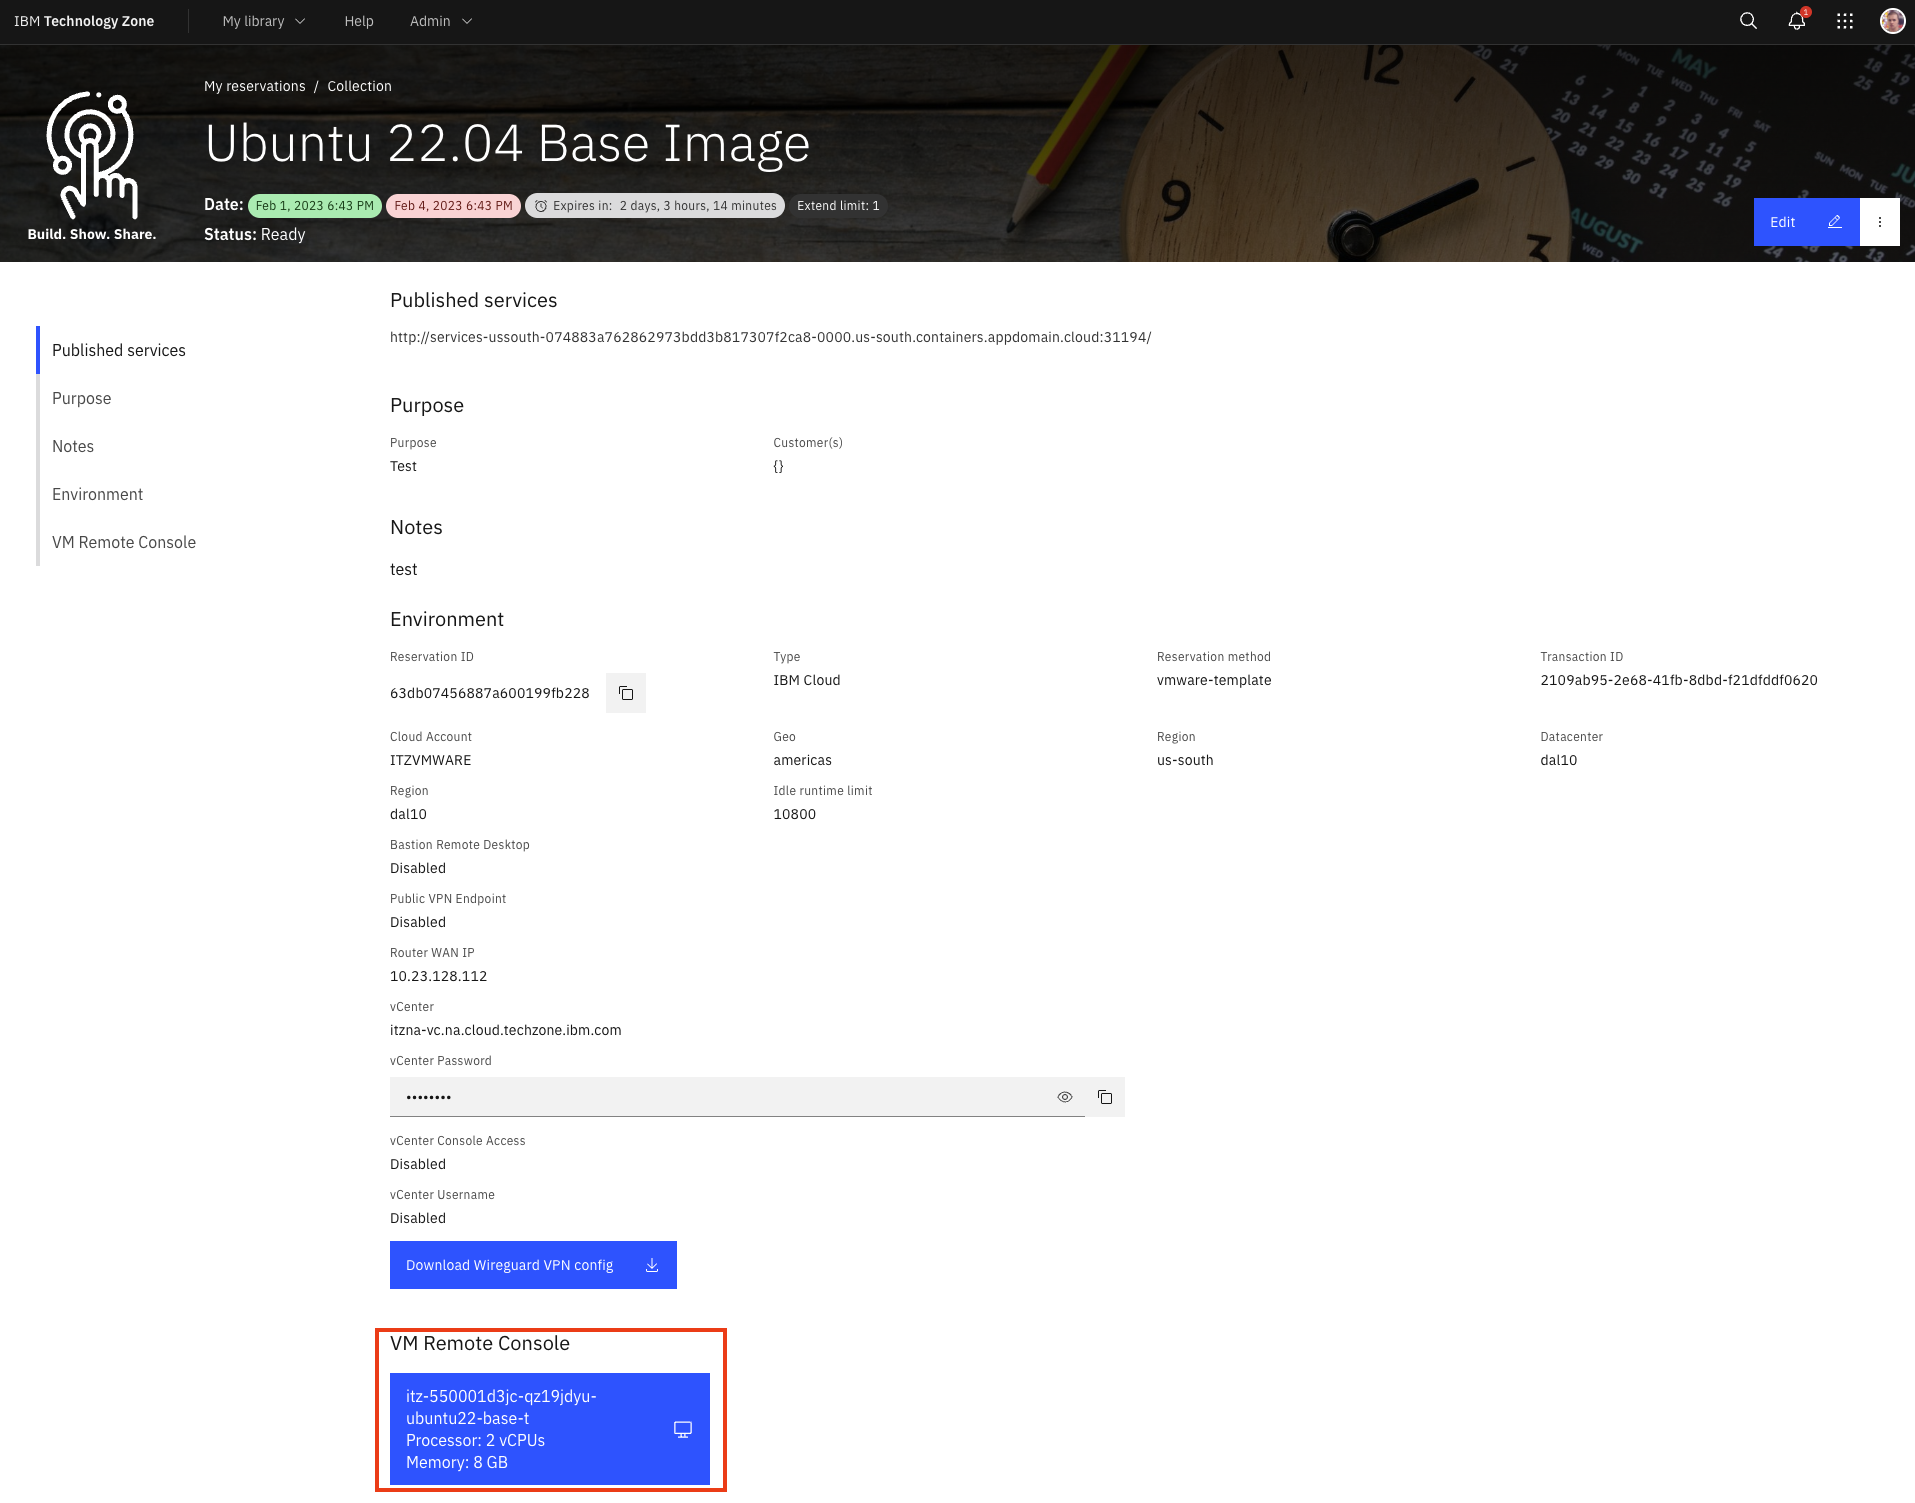 IBM Technology Zone
My library
Help
Admin
1
My reservations / Collection
Ubuntu 22.04 Base Image
Date: Feb 1, 2023 6:43 PM Feb 4, 2023 6:43 PM Expires in: 2 days, 3 hours, 14 minutes Extend limit: 1
Status: Ready
Build. Show. Share.
Edit
12
9
3
MAY
AUGUST
Published services
Purpose
Notes
Environment
VM Remote Console
Published services
http://services-ussouth-074883a762862973bdd3b817307f2ca8-0000.us-south.containers.appdomain.cloud:31194/
Purpose
Purpose
Test
Customer(s)
{}
Notes
test
Environment
Reservation ID
63db07456887a600199fb228
Type
IBM Cloud
Reservation method
vmware-template
Transaction ID
2109ab95-2e68-41fb-8dbd-f21dfddf0620
Cloud Account
ITZVMWARE
Geo
americas
Region
us-south
Datacenter
dal10
Region
dal10
Idle runtime limit
10800
Bastion Remote Desktop
Disabled
Public VPN Endpoint
Disabled
Router WAN IP
10.23.128.112
vCenter
itzna-vc.na.cloud.techzone.ibm.com
vCenter Password
••••••••
vCenter Console Access
Disabled
vCenter Username
Disabled
Download Wireguard VPN config
VM Remote Console
itz-550001d3jc-qz19jdyu-
ubuntu22-base-t
Processor: 2 vCPUs
Memory: 8 GB